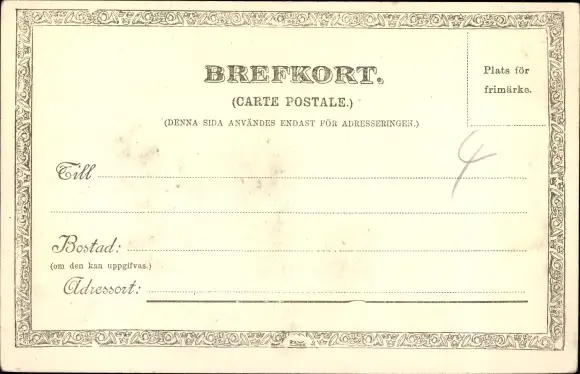 BREFKORT.
(CARTE POSTALE.)
(DENNA SIDA ANVÄNDES ENDAST FÖR ADRESSERINGEN.)
Plats för
frimärke.
4
Till
Bostad:
(om den kan uppgifvas.)
Adressort: